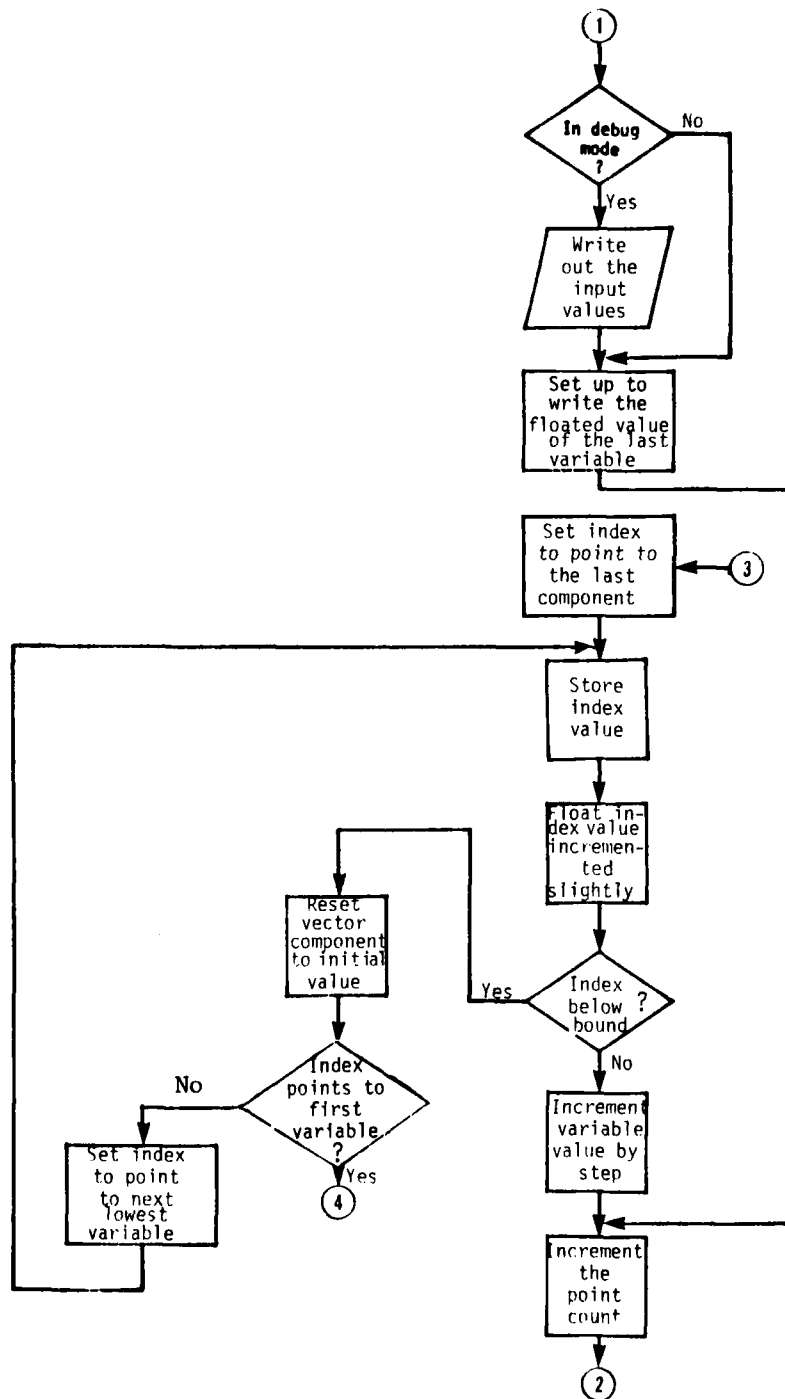 1
In debug
mode
?
No
Yes
Write
out the
input
values
Set up to
write the
floated value
of the last
variable
Set index
to point to
the last
component
3
Store
index
value
Float in-
dex value
incremen-
ted
slightly
Reset
vector
component
to initial
value
Yes
Index
below
bound
?
No
Index
points to
first
variable
?
No
Yes
4
Set index
to point
to next
lowest
variable
Increment
variable
value by
step
Increment
the
point
count
2